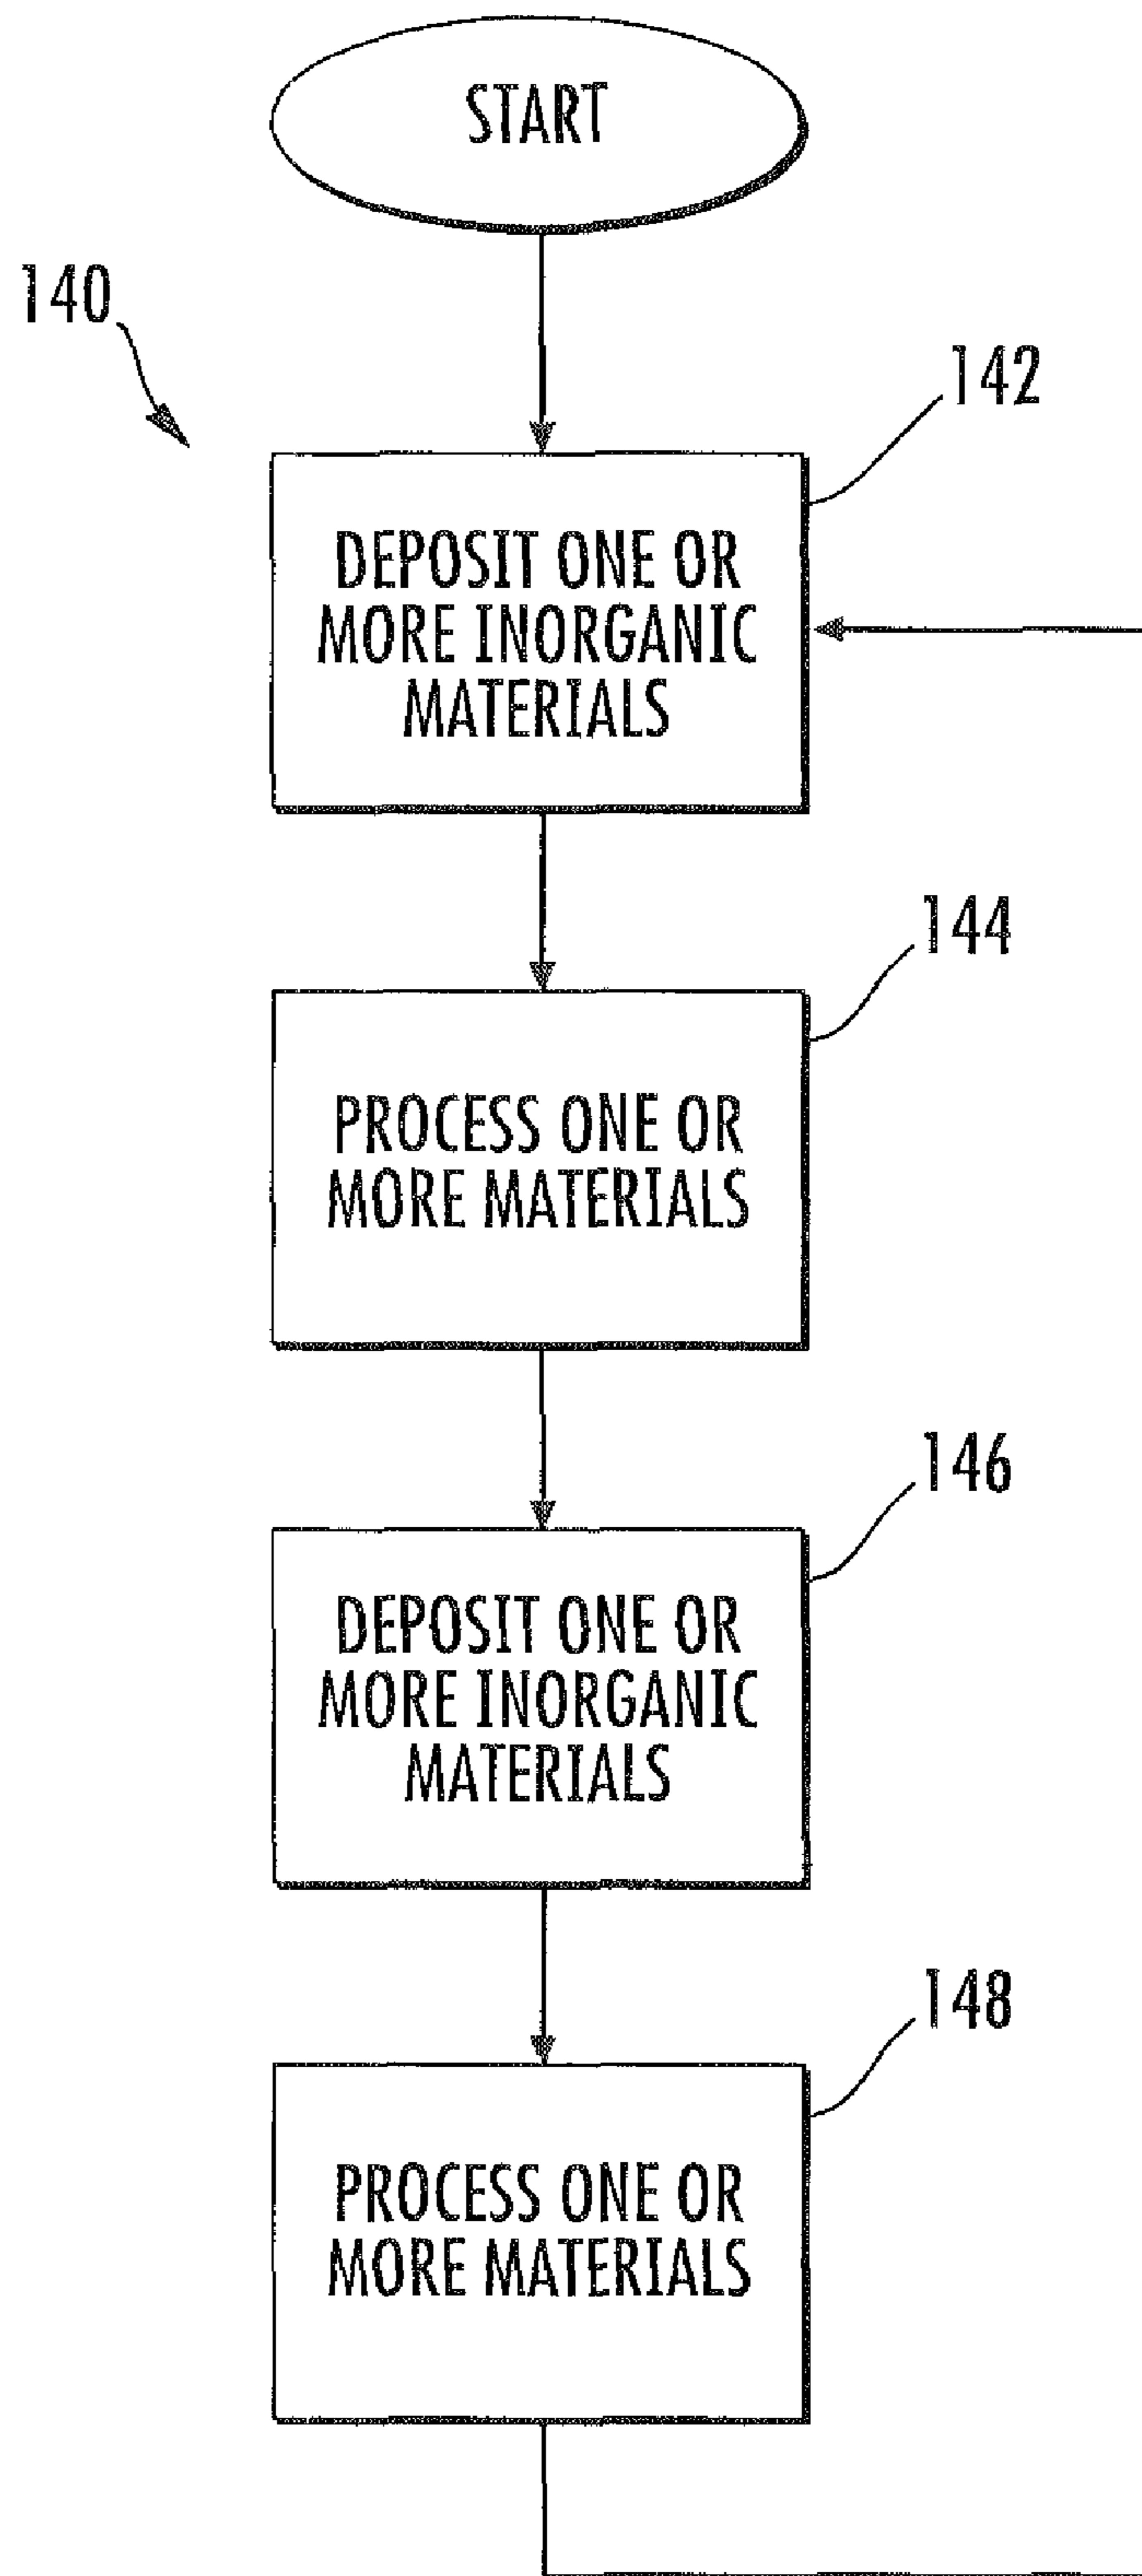 START
140
142
DEPOSIT ONE OR
MORE INORGANIC
MATERIALS
144
PROCESS ONE OR
MORE MATERIALS
146
DEPOSIT ONE OR
MORE INORGANIC
MATERIALS
148
PROCESS ONE OR
MORE MATERIALS